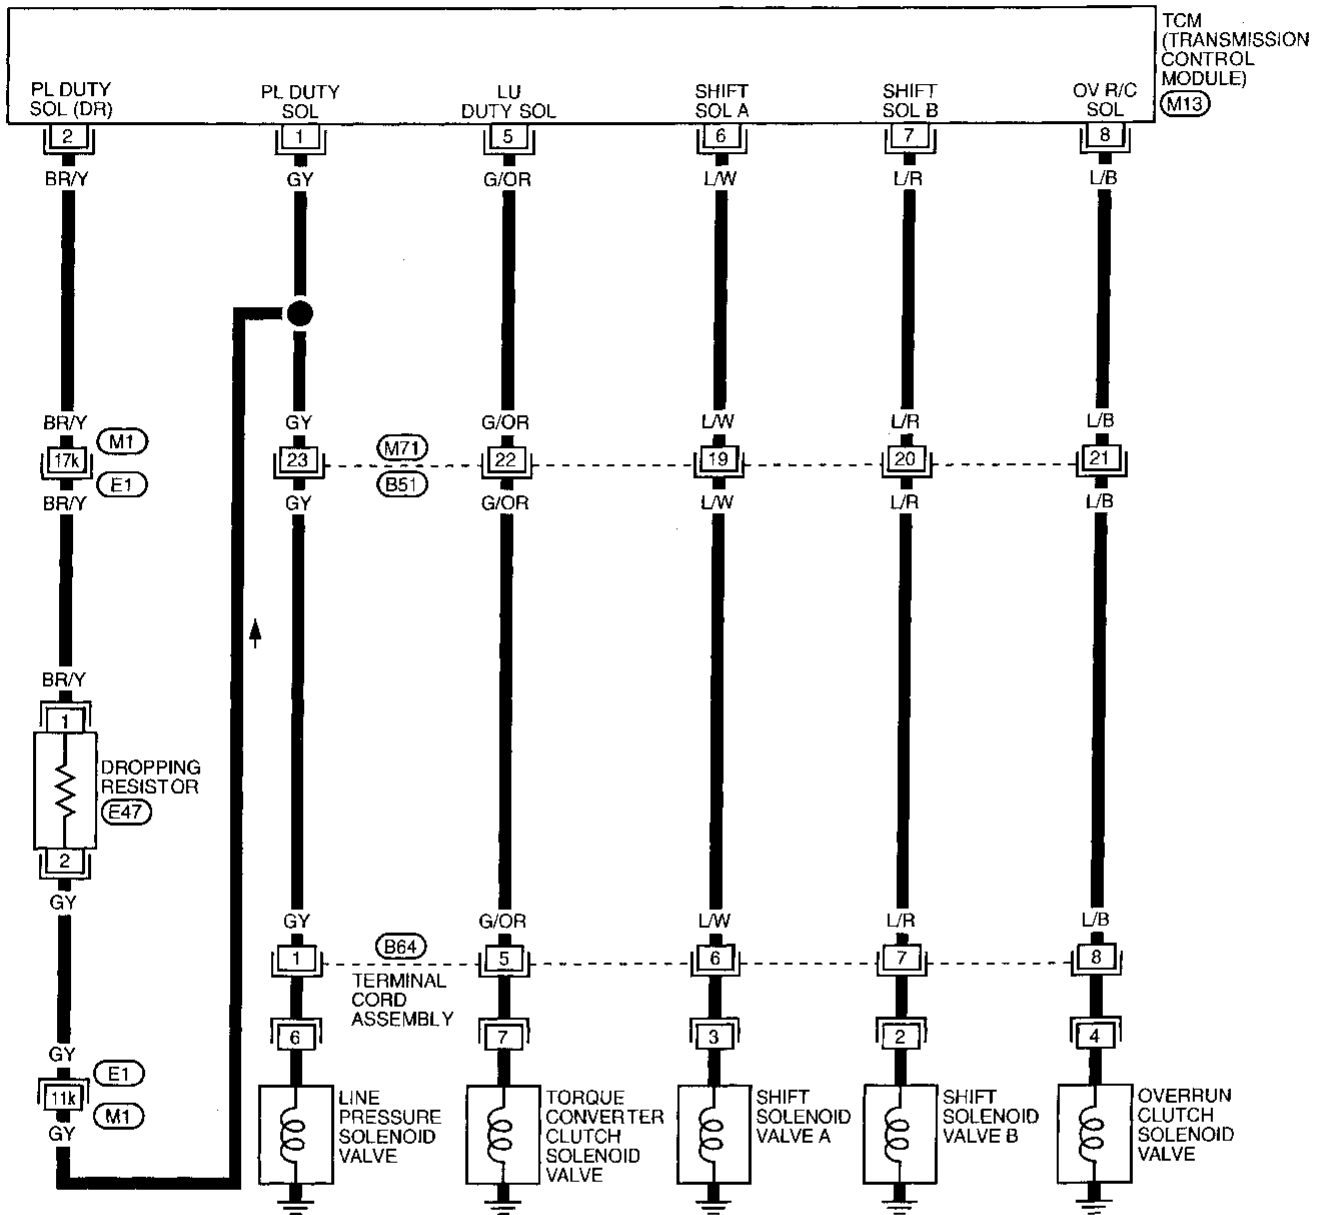 TCM
(TRANSMISSION
CONTROL
MODULE)
M13
PL DUTY
SOL (DR)
PL DUTY
SOL
LU
DUTY SOL
SHIFT
SOL A
SHIFT
SOL B
OV R/C
SOL
2 1 5 6 7 8
BR/Y GY G/OR L/W L/R L/B
BR/Y GY G/OR L/W L/R L/B
M1 M71
17k 23 22 19 20 21
E1 B51
BR/Y GY G/OR L/W L/R L/B
BR/Y
1
DROPPING
RESISTOR
E47
2
GY
GY G/OR L/W L/R L/B
B64
1 5 6 7 8
TERMINAL
CORD
ASSEMBLY
6 7 3 2 4
GY
E1
11k
M1
GY
LINE
PRESSURE
SOLENOID
VALVE
TORQUE
CONVERTER
CLUTCH
SOLENOID
VALVE
SHIFT
SOLENOID
VALVE A
SHIFT
SOLENOID
VALVE B
OVERRUN
CLUTCH
SOLENOID
VALVE